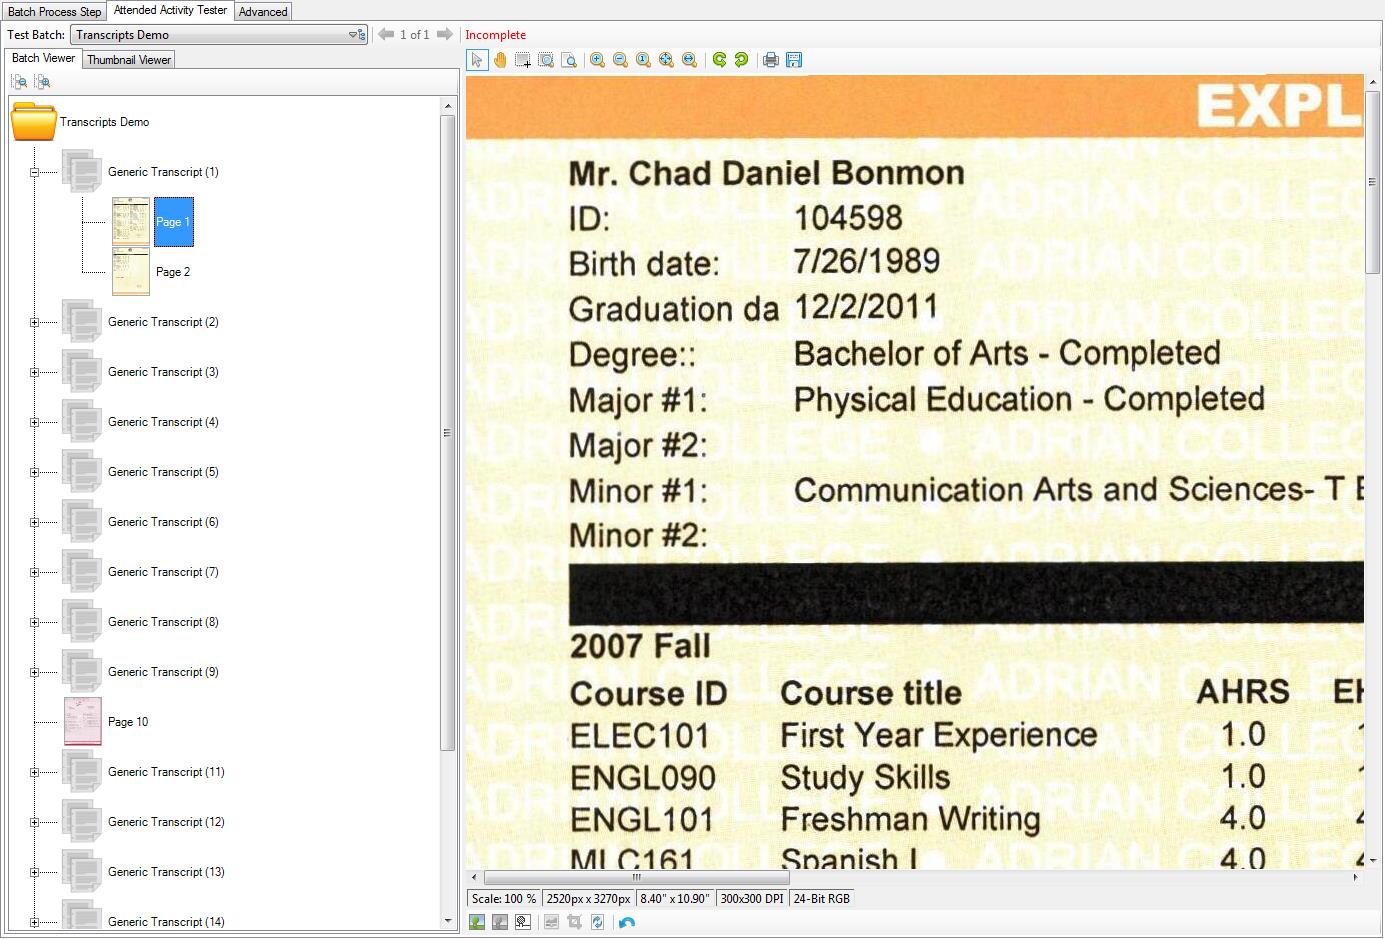 Batch Process Step Attended Activity Tester Advanced
Test Batch: Transcripts Demo 1 of 1 Incomplete
Batch Viewer Thumbnail Viewer
Transcripts Demo
Generic Transcript (1)
Page 1
Page 2
Generic Transcript (2)
Generic Transcript (3)
Generic Transcript (4)
Generic Transcript (5)
Generic Transcript (6)
Generic Transcript (7)
Generic Transcript (8)
Generic Transcript (9)
Page 10
Generic Transcript (11)
Generic Transcript (12)
Generic Transcript (13)
Generic Transcript (14)
EXPL
Mr. Chad Daniel Bonmon
ID: 104598
Birth date: 7/26/1989
Graduation da 12/2/2011
Degree:: Bachelor of Arts - Completed
Major #1: Physical Education - Completed
Major #2:
Minor #1: Communication Arts and Sciences- T E
Minor #2:
2007 Fall
Course ID Course title AHRS EH
ELEC101 First Year Experience 1.0
ENGL090 Study Skills 1.0
ENGL101 Freshman Writing 4.0
MLC161 Spanish I 4.0
ADRIAN COLLEGE
Scale: 100 % 2520px x 3270px 8.40" x 10.90" 300x300 DPI 24-Bit RGB